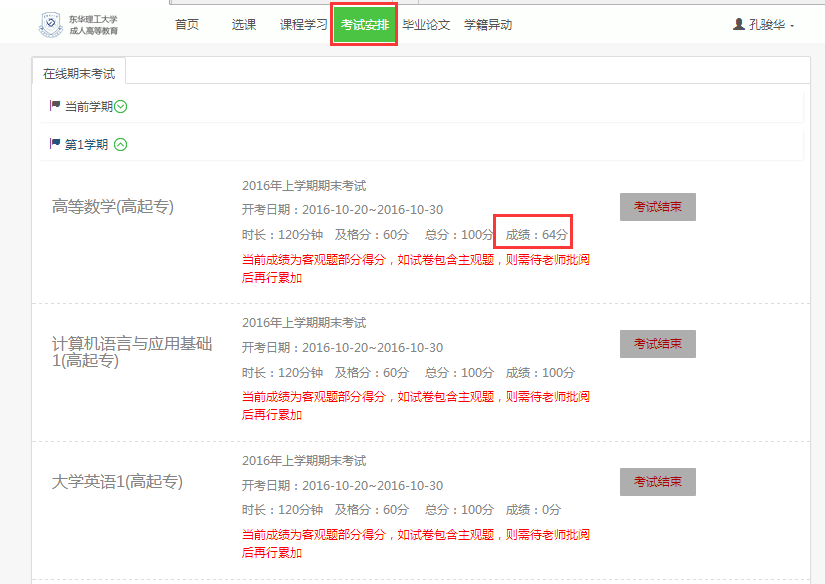 东华理工大学
成人高等教育
首页 选课 课程学习 考试安排 毕业论文 学籍异动 孔骏华
在线期末考试
当前学期
第1学期
2016年上学期期末考试
高等数学(高起专)
开考日期：2016-10-20~2016-10-30
考试结束
时长：120分钟 及格分：60分 总分：100分 成绩：64分
当前成绩为客观题部分得分，如试卷包含主观题，则需待老师批阅
后再行累加
2016年上学期期末考试
计算机语言与应用基础
1(高起专)
开考日期：2016-10-20~2016-10-30
考试结束
时长：120分钟 及格分：60分 总分：100分 成绩：100分
当前成绩为客观题部分得分，如试卷包含主观题，则需待老师批阅
后再行累加
2016年上学期期末考试
大学英语1(高起专)
开考日期：2016-10-20~2016-10-30
考试结束
时长：120分钟 及格分：60分 总分：100分 成绩：0分
当前成绩为客观题部分得分，如试卷包含主观题，则需待老师批阅
后再行累加